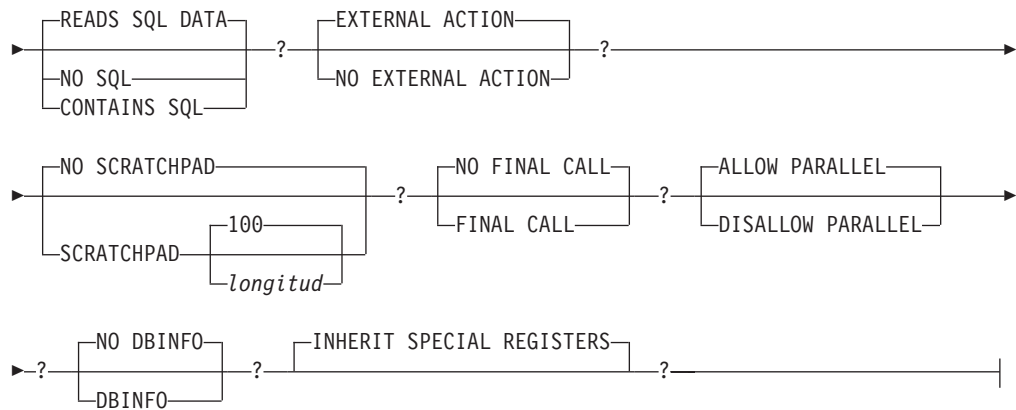 READS SQL DATA
EXTERNAL ACTION
? ?
NO SQL
NO EXTERNAL ACTION
CONTAINS SQL
NO SCRATCHPAD
NO FINAL CALL
ALLOW PARALLEL
? ?
100
FINAL CALL
DISALLOW PARALLEL
SCRATCHPAD
longitud
NO DBINFO
INHERIT SPECIAL REGISTERS
? ? ?
DBINFO